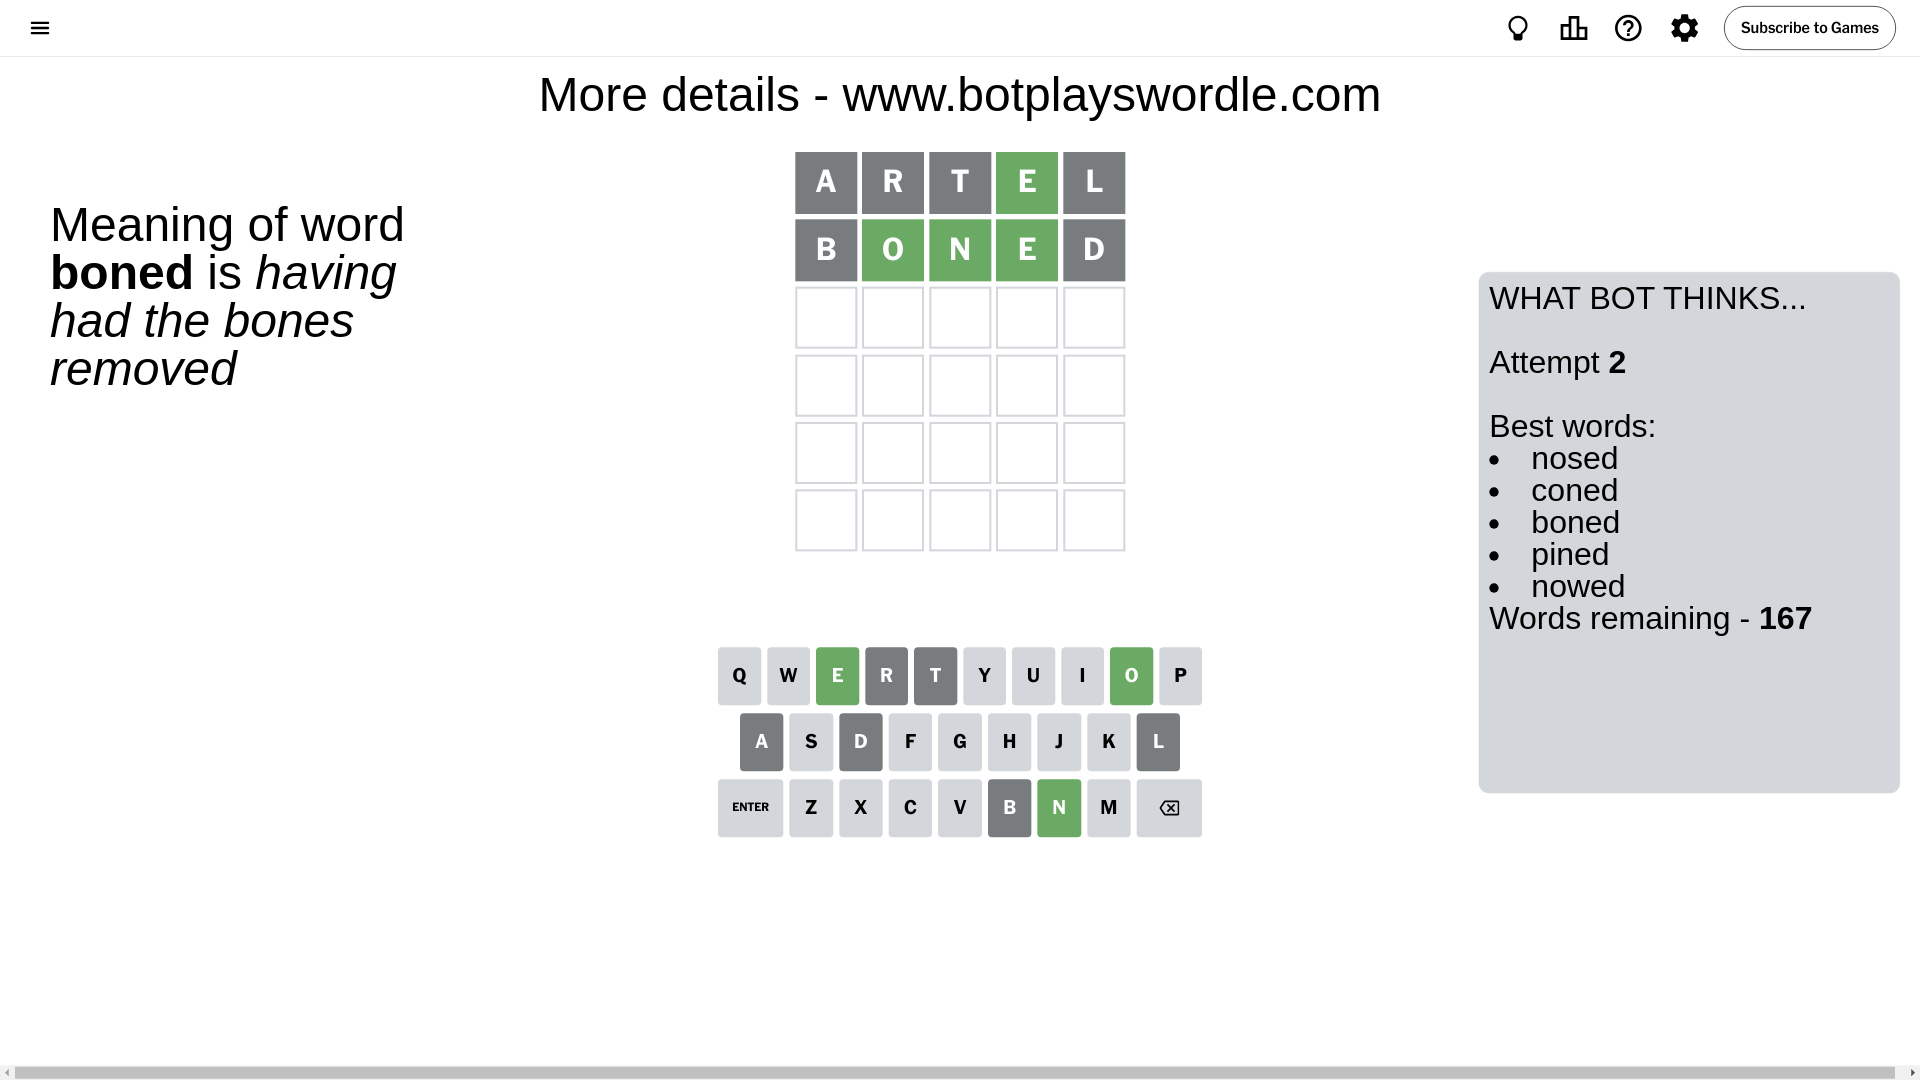 Subscribe to Games
More details - www.botplayswordle.com
Meaning of word
boned is having
had the bones
removed
A R T E L
B O N E D
WHAT BOT THINKS...
Attempt 2
Best words:
• nosed
• coned
• boned
• pined
• nowed
Words remaining - 167
Q W E R T Y U I O P
A S D F G H J K L
ENTER Z X C V B N M